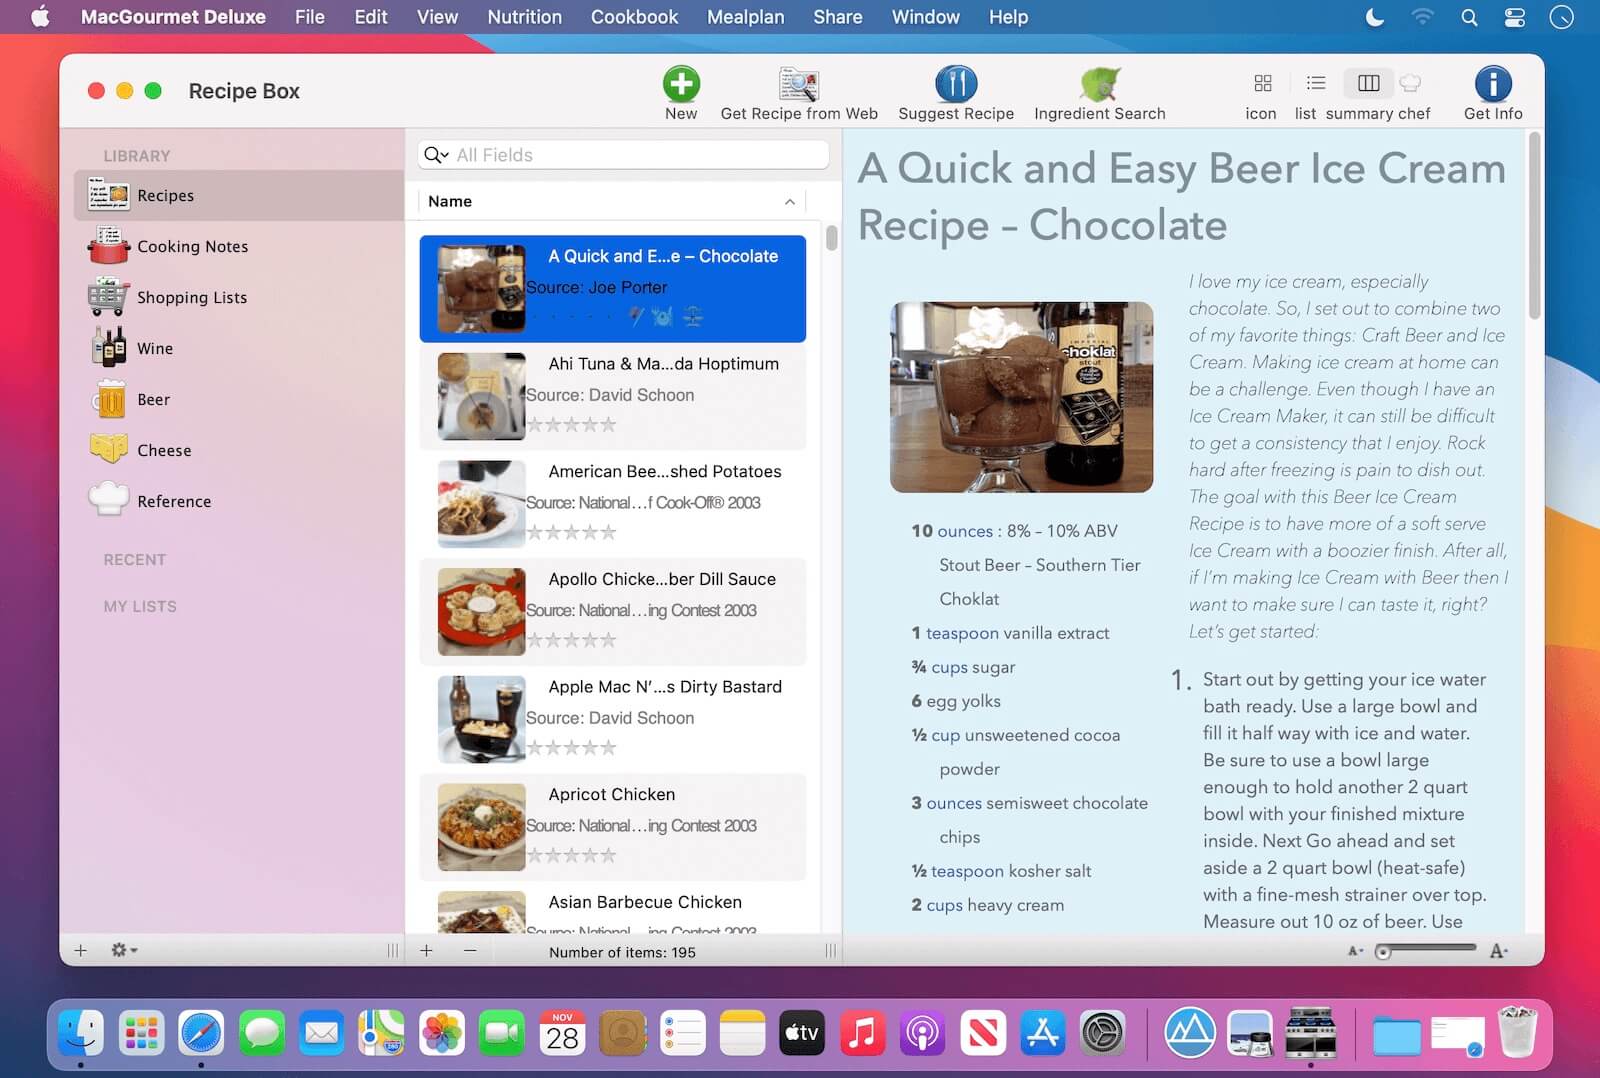 MacGourmet Deluxe File Edit View Nutrition Cookbook Mealplan Share Window Help
Recipe Box
New Get Recipe from Web Suggest Recipe Ingredient Search icon list summary chef Get Info
LIBRARY
Recipes
Cooking Notes
Shopping Lists
Wine
Beer
Cheese
Reference
RECENT
MY LISTS
All Fields
Name
A Quick and E...e – Chocolate
Source: Joe Porter
Ahi Tuna & Ma...da Hoptimum
Source: David Schoon
American Bee...shed Potatoes
Source: National...f Cook-Off® 2003
Apollo Chicke...ber Dill Sauce
Source: National...ing Contest 2003
Apple Mac N'...s Dirty Bastard
Source: David Schoon
Apricot Chicken
Source: National...ing Contest 2003
Asian Barbecue Chicken
Source: National...ing Contest 2003
Number of items: 195
A Quick and Easy Beer Ice Cream
Recipe – Chocolate
IMPERIAL
choklat
stout
10 ounces : 8% – 10% ABV
Stout Beer – Southern Tier
Choklat
1 teaspoon vanilla extract
¾ cups sugar
6 egg yolks
½ cup unsweetened cocoa
powder
3 ounces semisweet chocolate
chips
½ teaspoon kosher salt
2 cups heavy cream
I love my ice cream, especially
chocolate. So, I set out to combine two
of my favorite things: Craft Beer and Ice
Cream. Making ice cream at home can
be a challenge. Even though I have an
Ice Cream Maker, it can still be difficult
to get a consistency that I enjoy. Rock
hard after freezing is pain to dish out.
The goal with this Beer Ice Cream
Recipe is to have more of a soft serve
Ice Cream with a boozier finish. After all,
if I'm making Ice Cream with Beer then I
want to make sure I can taste it, right?
Let's get started:
1. Start out by getting your ice water
bath ready. Use a large bowl and
fill it half way with ice and water.
Be sure to use a bowl large
enough to hold another 2 quart
bowl with your finished mixture
inside. Next Go ahead and set
aside a 2 quart bowl (heat-safe)
with a fine-mesh strainer over top.
Measure out 10 oz of beer. Use
A- A-
NOV
28
tv